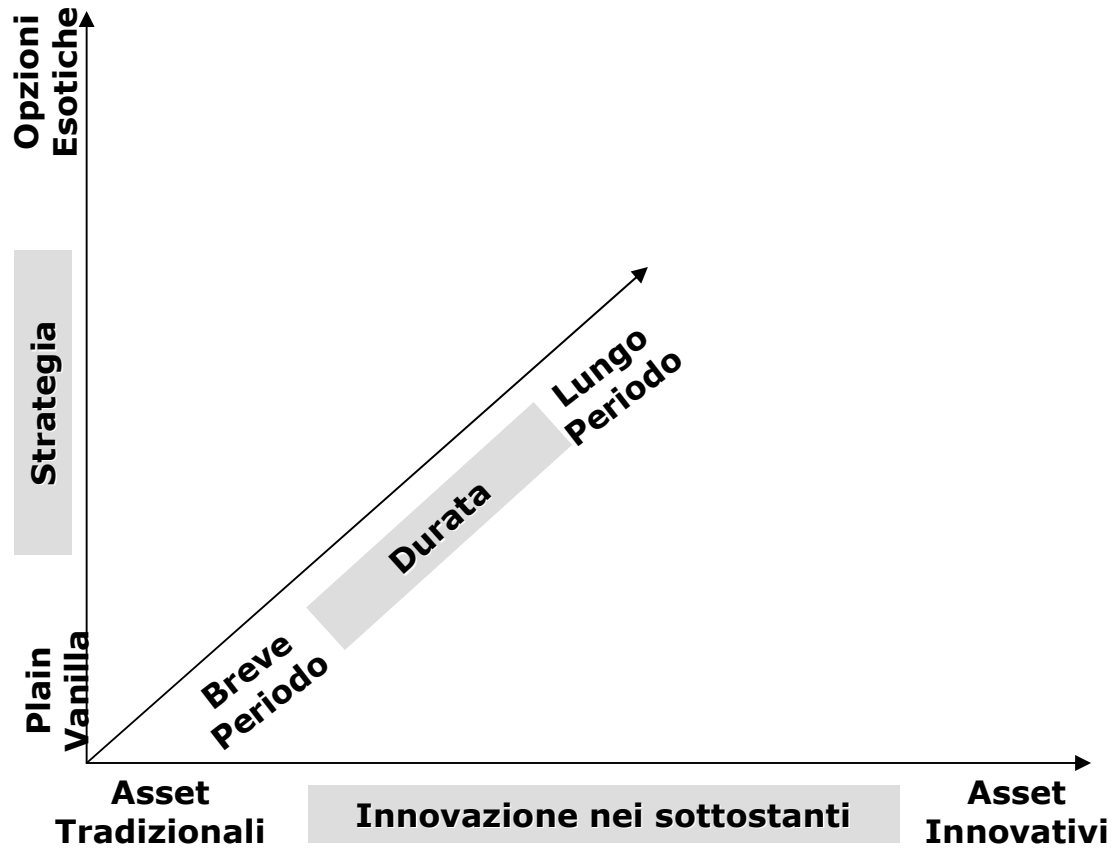 Opzioni
Esotiche
Strategia
Plain
Vanilla
Lungo
Periodo
Durata
Breve
Periodo
Asset
Tradizionali
Innovazione nei sottostanti
Asset
Innovativi